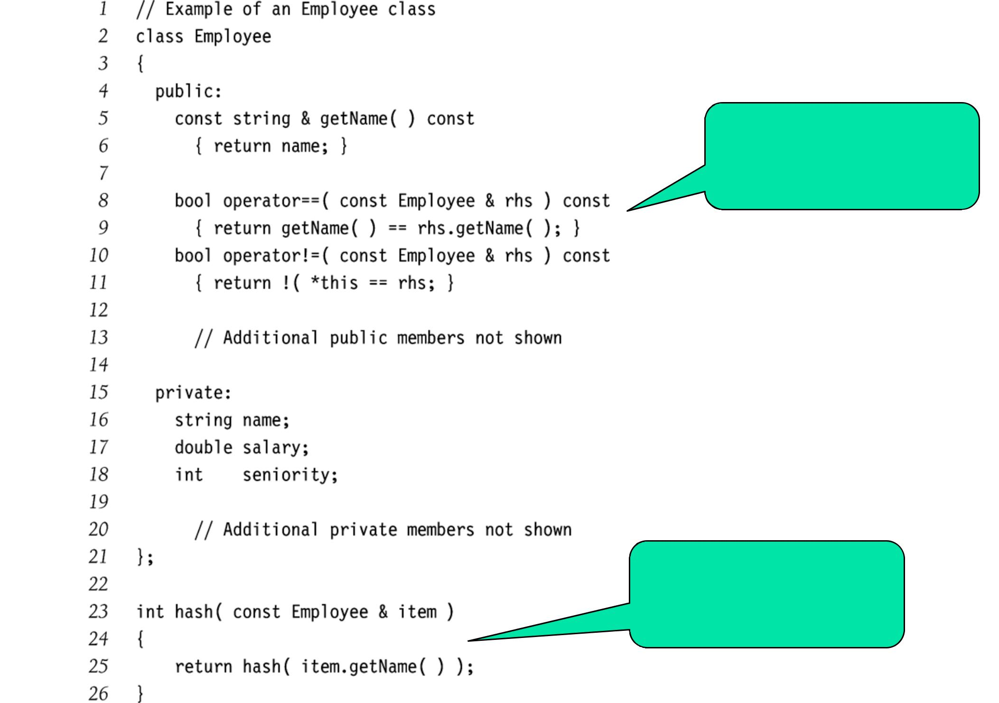 1 // Example of an Employee class
2 class Employee
3 {
4 public:
5 const string & getName( ) const
6 { return name; }
7
8 bool operator==( const Employee & rhs ) const
9 { return getName( ) == rhs.getName( ); }
10 bool operator!=( const Employee & rhs ) const
11 { return !( *this == rhs; }
12
13 // Additional public members not shown
14
15 private:
16 string name;
17 double salary;
18 int seniority;
19
20 // Additional private members not shown
21 };
22
23 int hash( const Employee & item )
24 {
25 return hash( item.getName( ) );
26 }